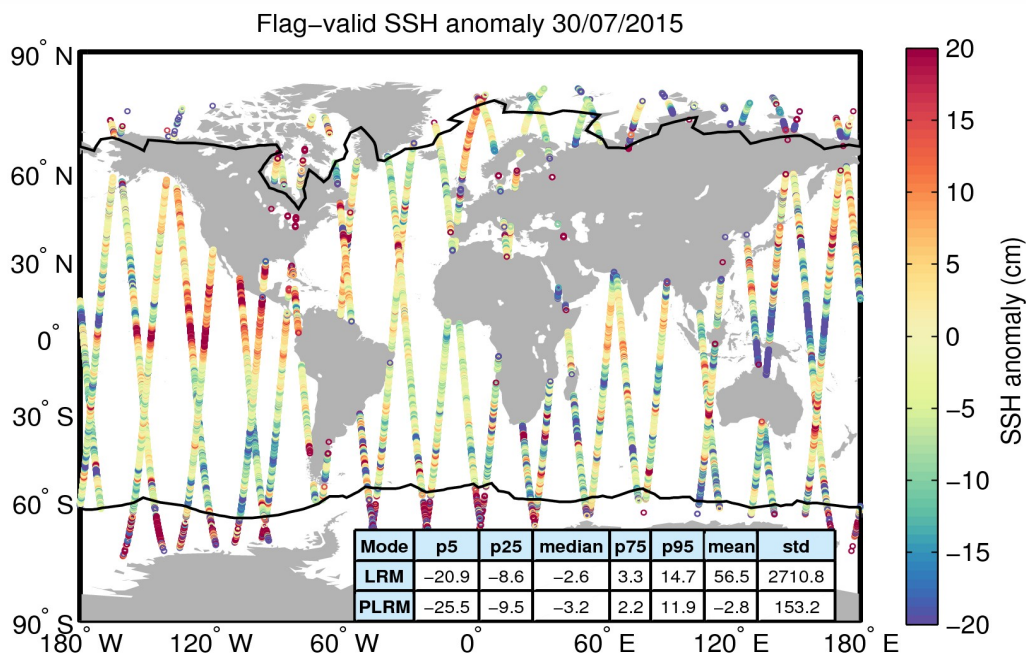 Flag−valid SSH anomaly 30/07/2015
90° N
60° N
30° N
0°
30° S
60° S
90° S
180° W
120° W
60° W
0°
60° E
120° E
180° E
Mode p5 p25 median p75 p95 mean std
LRM −20.9 −8.6 −2.6 3.3 14.7 56.5 2710.8
PLRM −25.5 −9.5 −3.2 2.2 11.9 −2.8 153.2
20
15
10
5
0
−5
−10
−15
−20
SSH anomaly (cm)